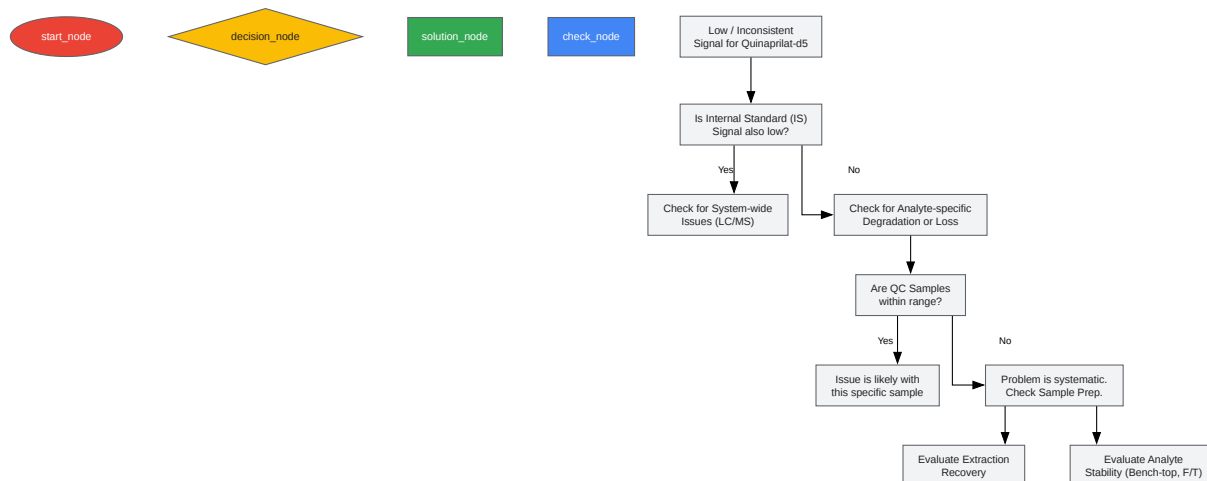 start_node
decision_node
solution_node
check_node
Low / Inconsistent
Signal for Quinaprilat-d5
Is Internal Standard (IS)
Signal also low?
Yes
No
Check for System-wide
Issues (LC/MS)
Check for Analyte-specific
Degradation or Loss
Are QC Samples
within range?
Yes
No
Issue is likely with
this specific sample
Problem is systematic.
Check Sample Prep.
Evaluate Extraction
Recovery
Evaluate Analyte
Stability (Bench-top, F/T)